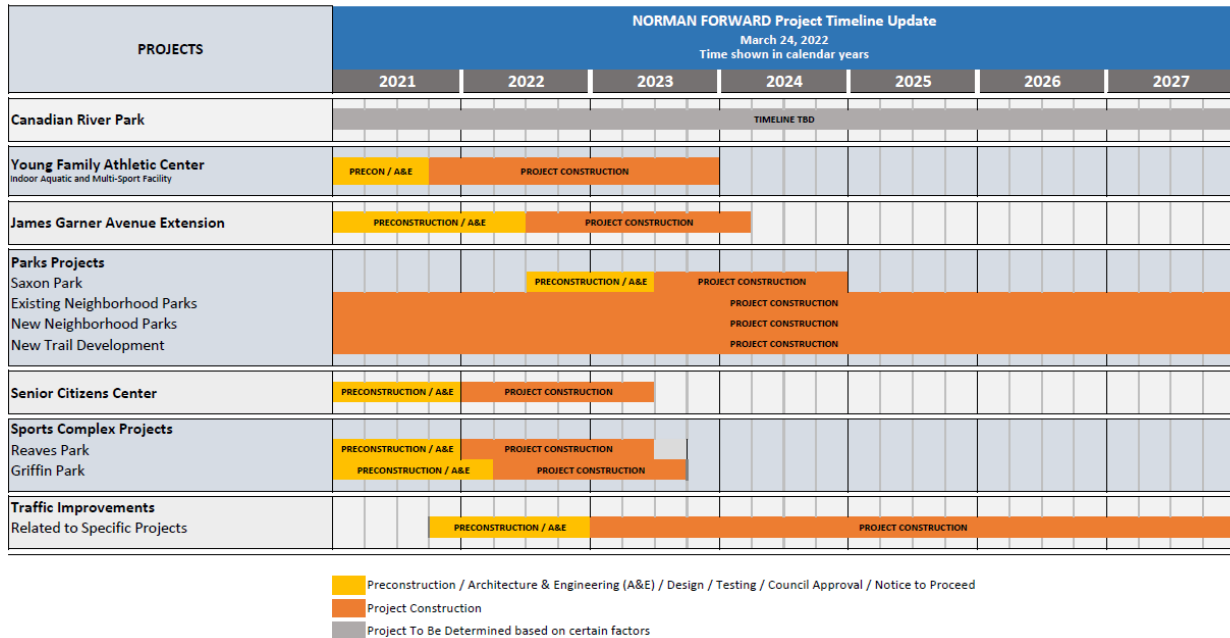 PROJECTS
NORMAN FORWARD Project Timeline Update
March 24, 2022
Time shown in calendar years
2021 2022 2023 2024 2025 2026 2027
Canadian River Park
TIMELINE TBD
Young Family Athletic Center
Indoor Aquatic and Multi-Sport Facility
PRECON / A&E PROJECT CONSTRUCTION
James Garner Avenue Extension
PRECONSTRUCTION / A&E PROJECT CONSTRUCTION
Parks Projects
Saxon Park PRECONSTRUCTION / A&E PROJECT CONSTRUCTION
Existing Neighborhood Parks PROJECT CONSTRUCTION
New Neighborhood Parks PROJECT CONSTRUCTION
New Trail Development PROJECT CONSTRUCTION
Senior Citizens Center PRECONSTRUCTION / A&E PROJECT CONSTRUCTION
Sports Complex Projects
Reaves Park PRECONSTRUCTION / A&E PROJECT CONSTRUCTION
Griffin Park PRECONSTRUCTION / A&E PROJECT CONSTRUCTION
Traffic Improvements
Related to Specific Projects PRECONSTRUCTION / A&E PROJECT CONSTRUCTION
Preconstruction / Architecture & Engineering (A&E) / Design / Testing / Council Approval / Notice to Proceed
Project Construction
Project To Be Determined based on certain factors